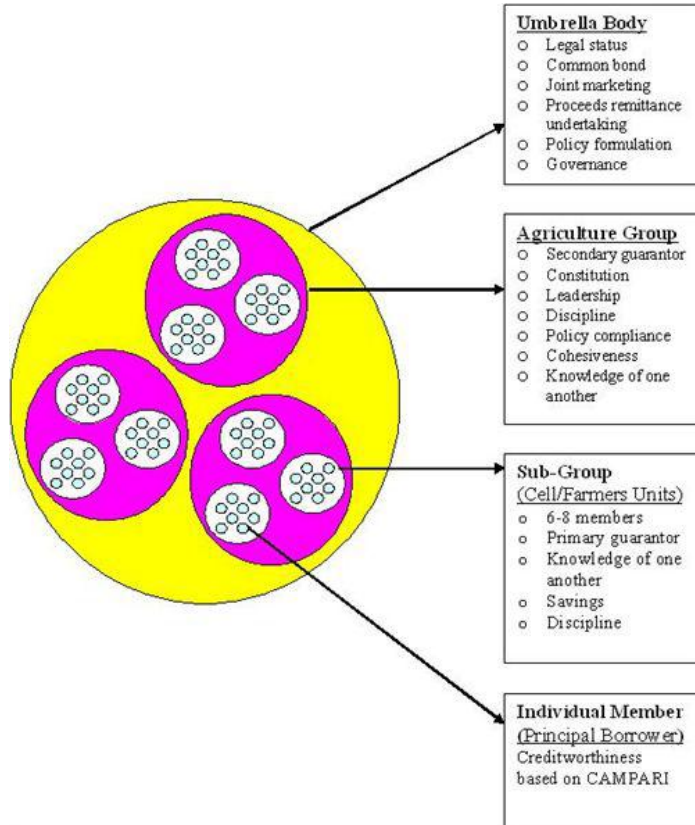 Umbrella Body
○ Legal status
○ Common bond
○ Joint marketing
○ Proceeds remittance
undertaking
○ Policy formulation
○ Governance
Agriculture Group
○ Secondary guarantor
○ Constitution
○ Leadership
○ Discipline
○ Policy compliance
○ Cohesiveness
○ Knowledge of one
another
Sub-Group
(Cell/Farmers Units)
○ 6-8 members
○ Primary guarantor
○ Knowledge of one
another
○ Savings
○ Discipline
Individual Member
(Principal Borrower)
Creditworthiness
based on CAMPARI